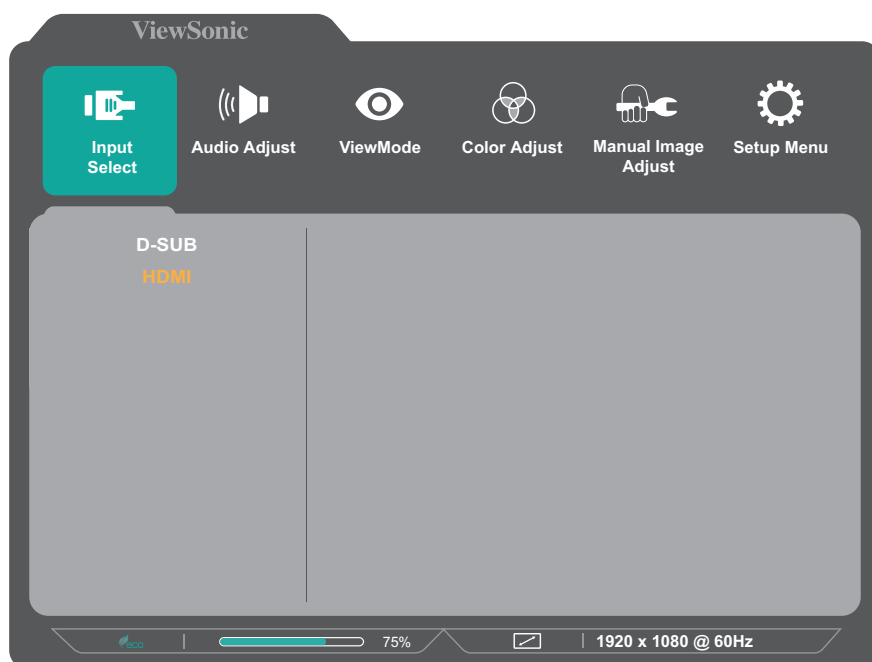 ViewSonic
Input
Select
Audio Adjust
ViewMode
Color Adjust
Manual Image
Adjust
Setup Menu
D-SUB
HDMI
eco
75%
1920 x 1080 @ 60Hz